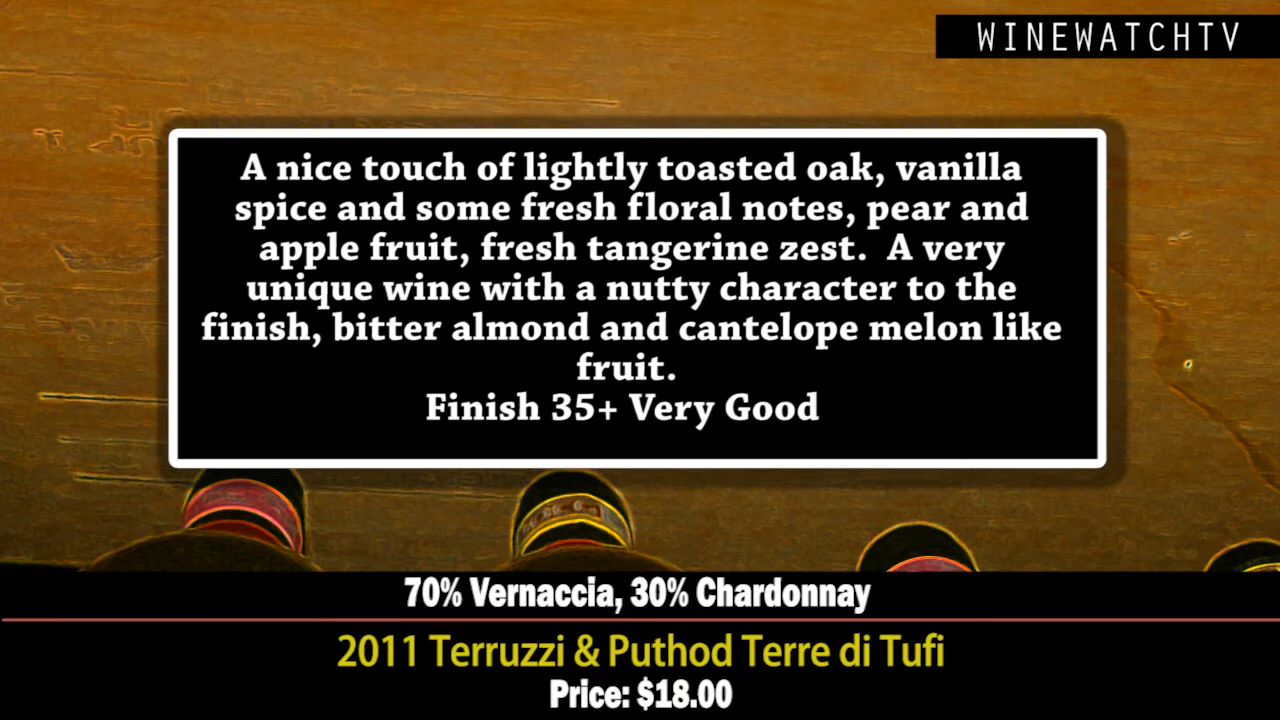 WINEWATCHTV
A nice touch of lightly toasted oak, vanilla
spice and some fresh floral notes, pear and
apple fruit, fresh tangerine zest.  A very
unique wine with a nutty character to the
finish, bitter almond and cantelope melon like
fruit.
Finish 35+ Very Good
70% Vernaccia, 30% Chardonnay
2011 Terruzzi & Puthod Terre di Tufi
Price: $18.00